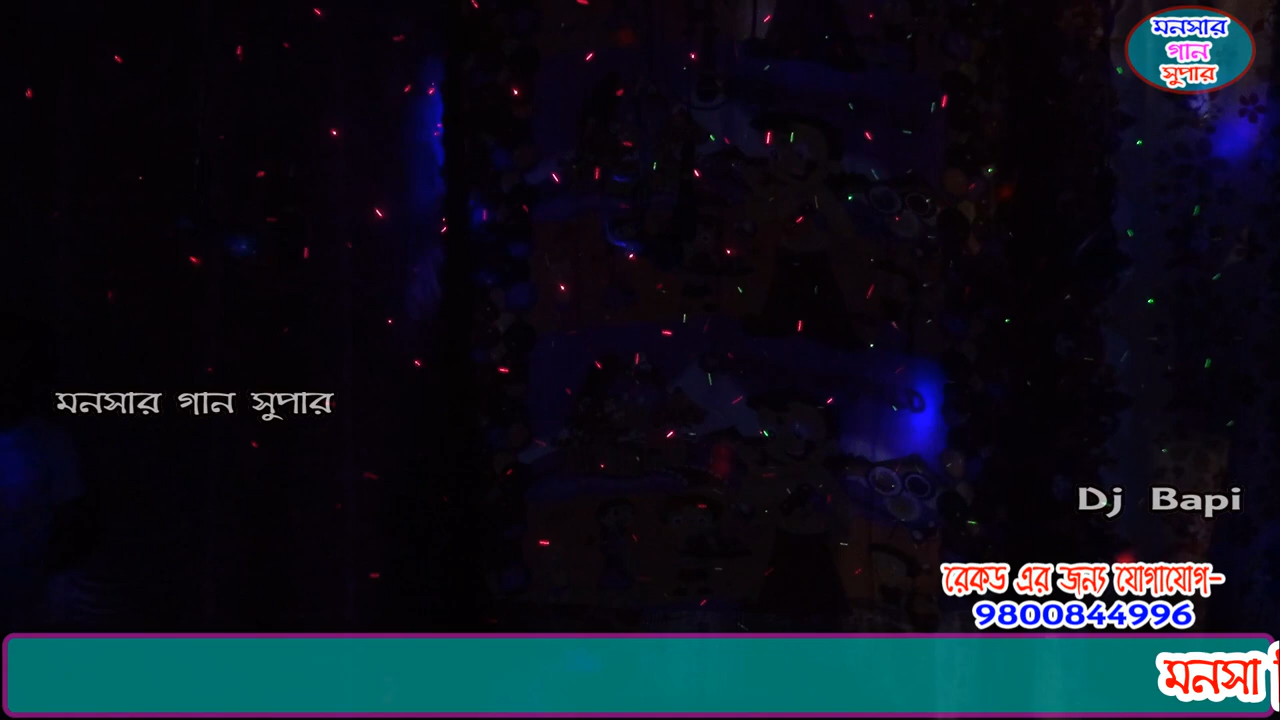 মনসার
গান
সুপার
মনসার গান সুপার
Dj Bapi
রেকড এর জন্য যোগাযোগ-
9800844996
মনসা